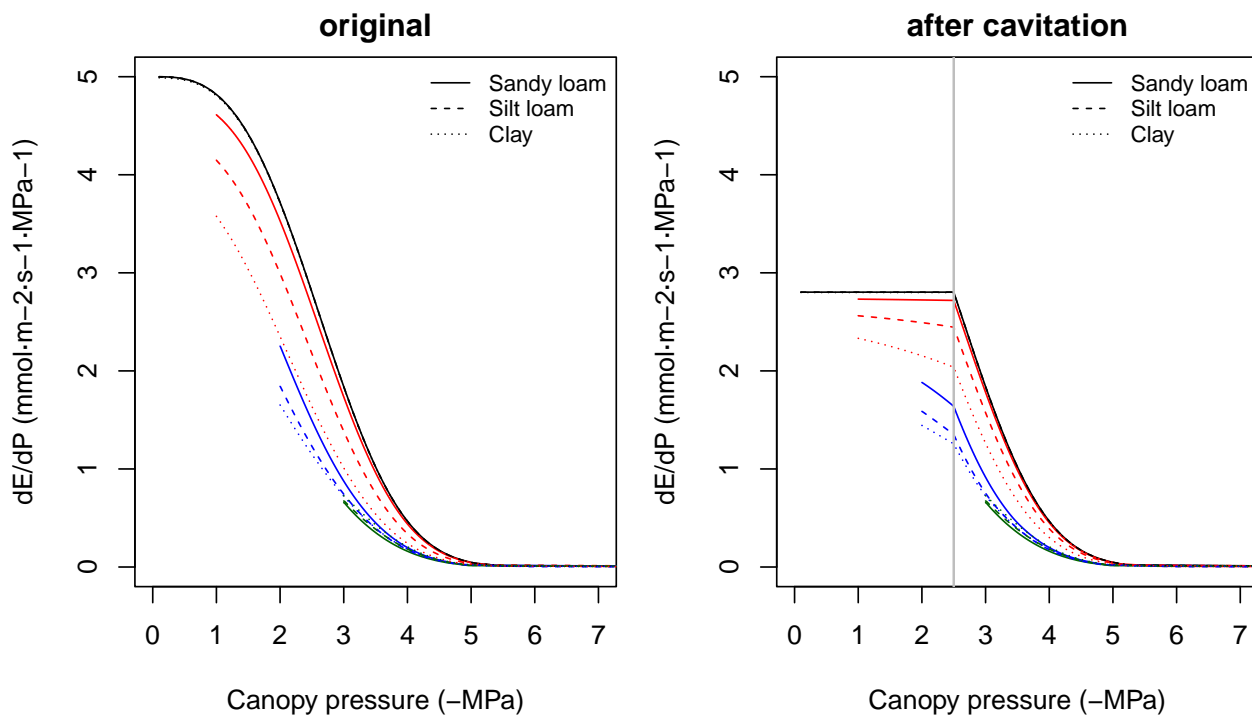 original
dE/dP (mmol·m−2·s−1·MPa−1)
5
4
3
2
1
0
Sandy loam
Silt loam
Clay
0 1 2 3 4 5 6 7
Canopy pressure (−MPa)
after cavitation
dE/dP (mmol·m−2·s−1·MPa−1)
5
4
3
2
1
0
Sandy loam
Silt loam
Clay
0 1 2 3 4 5 6 7
Canopy pressure (−MPa)